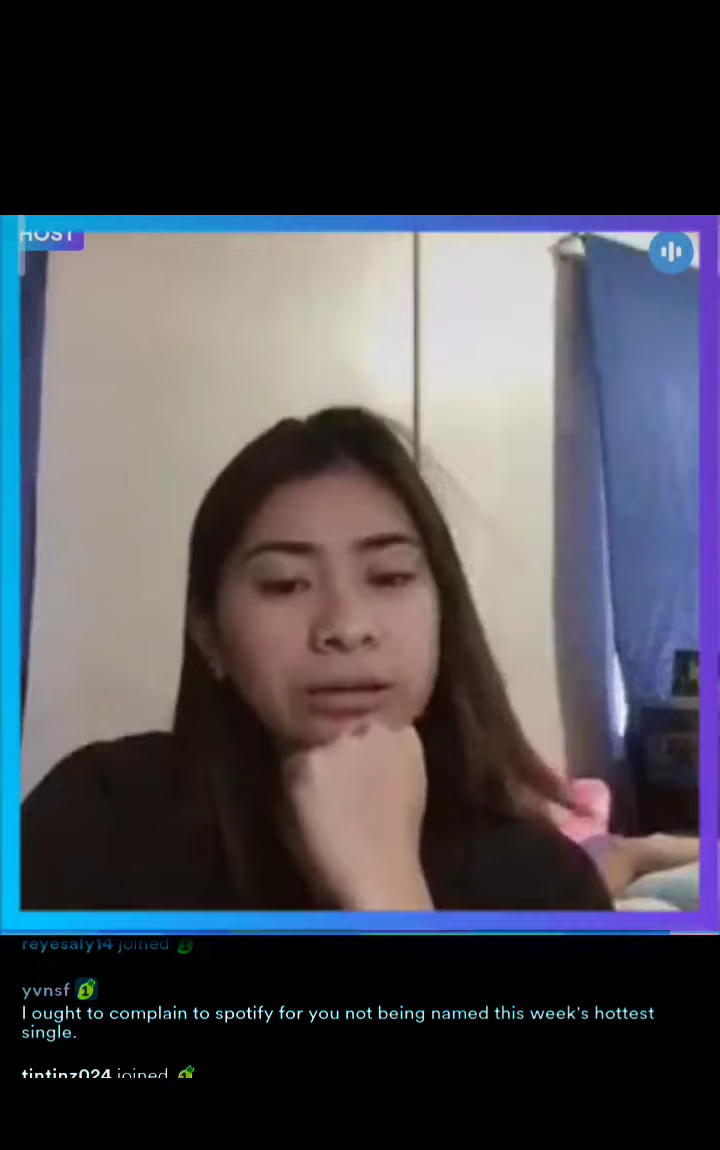 HOST
reyesaly14 joined
yvnsf 1
I ought to complain to spotify for you not being named this week's hottest
single.
tintinz024 joined